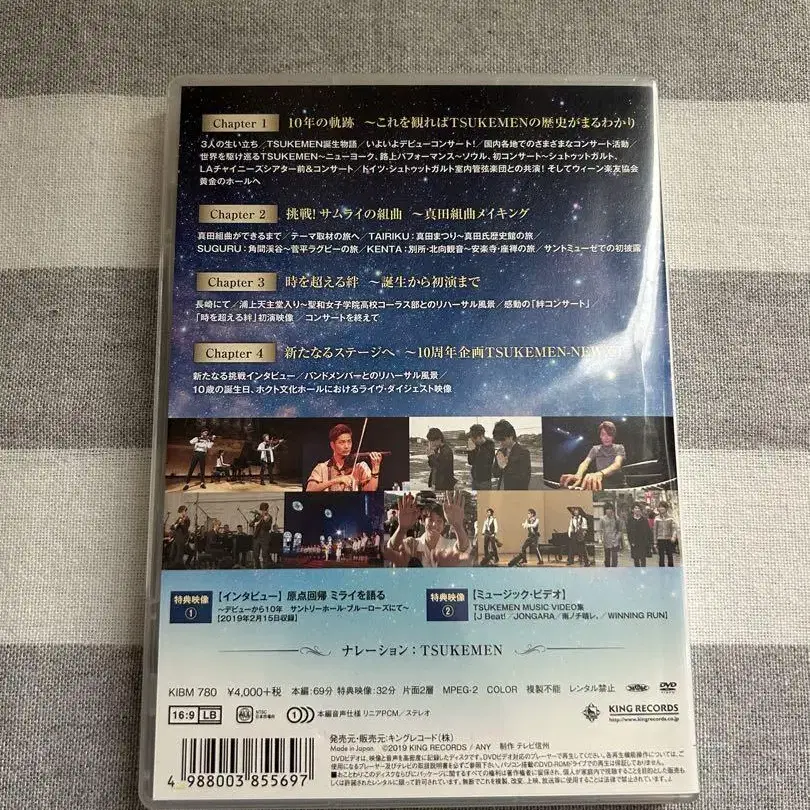 Chapter 1 10年の軌跡 ～これを観ればTSUKEMENの歴史がまるわかり
3人の生い立ち／TSUKEMEN誕生物語／いよいよデビューコンサート!／国内各地でのさまざまなコンサート活動／
世界を駆け巡るTSUKEMEN～ニューヨーク、路上パフォーマンス～ソウル、初コンサート～シュトゥットガルト、
LAチャイニーズシアター前&コンサート／ドイツ・シュトゥットガルト室内管弦楽団との共演! そしてウィーン楽友協会
黄金のホールへ
Chapter 2 挑戦! サムライの組曲 ～真田組曲メイキング
真田組曲ができるまで／テーマ取材の旅へ／TAIRIKU：真田まつり～真田氏歴史館の旅／
SUGURU：角間渓谷～菅平ラグビーの旅／KENTA：別所・北向観音～安楽寺・座禅の旅／サントミューゼでの初披露
Chapter 3 時を超える絆 ～誕生から初演まで
長崎にて／浦上天主堂入り～聖和女子学院高校コーラス部とのリハーサル風景／感動の「絆コンサート」
「時を超える絆」初演映像／コンサートを終えて
Chapter 4 新たなるステージへ ～10周年企画TSUKEMEN-NEW
新たなる挑戦インタビュー／バンドメンバーとのリハーサル風景／
10歳の誕生日、ホクト文化ホールにおけるライヴ・ダイジェスト映像
特典映像 ① 【インタビュー】 原点回帰 ミライを語る
～デビューから10年 サントリーホール・ブルーローズにて～
【2019年2月15日収録】
特典映像 ② 【ミュージック・ビデオ】
TSUKEMEN MUSIC VIDEO集
【J Beat!／JONGARA／雨ノチ晴レ、／WINNING RUN】
ナレーション：TSUKEMEN
KIBM 780 ¥4,000+税 本編：69分 特典映像：32分 片面2層 MPEG-2 COLOR 複製不能 レンタル禁止
DVD
KING RECORDS
www.kingrecords.co.jp
16:9 LB
NTSC
日本市場向
本編音声仕様 リニアPCM／ステレオ
発売元・販売元：キングレコード(株)
Made in Japan. ©2019 KING RECORDS / ANY 制作 テレビ信州
4 988003 855697